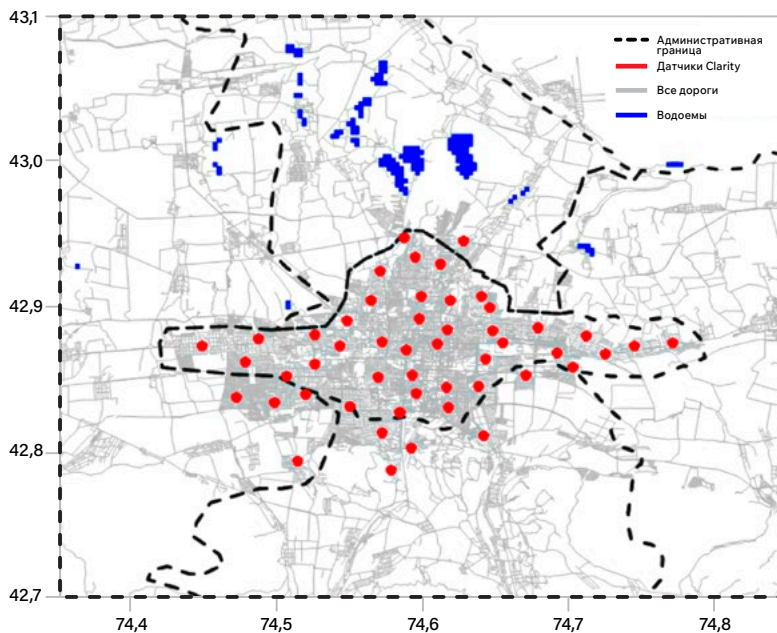 43,1
Административная
граница
Датчики Clarity
Все дороги
Водоемы
43,0
42,9
42,8
42,7
74,4 74,5 74,6 74,7 74,8